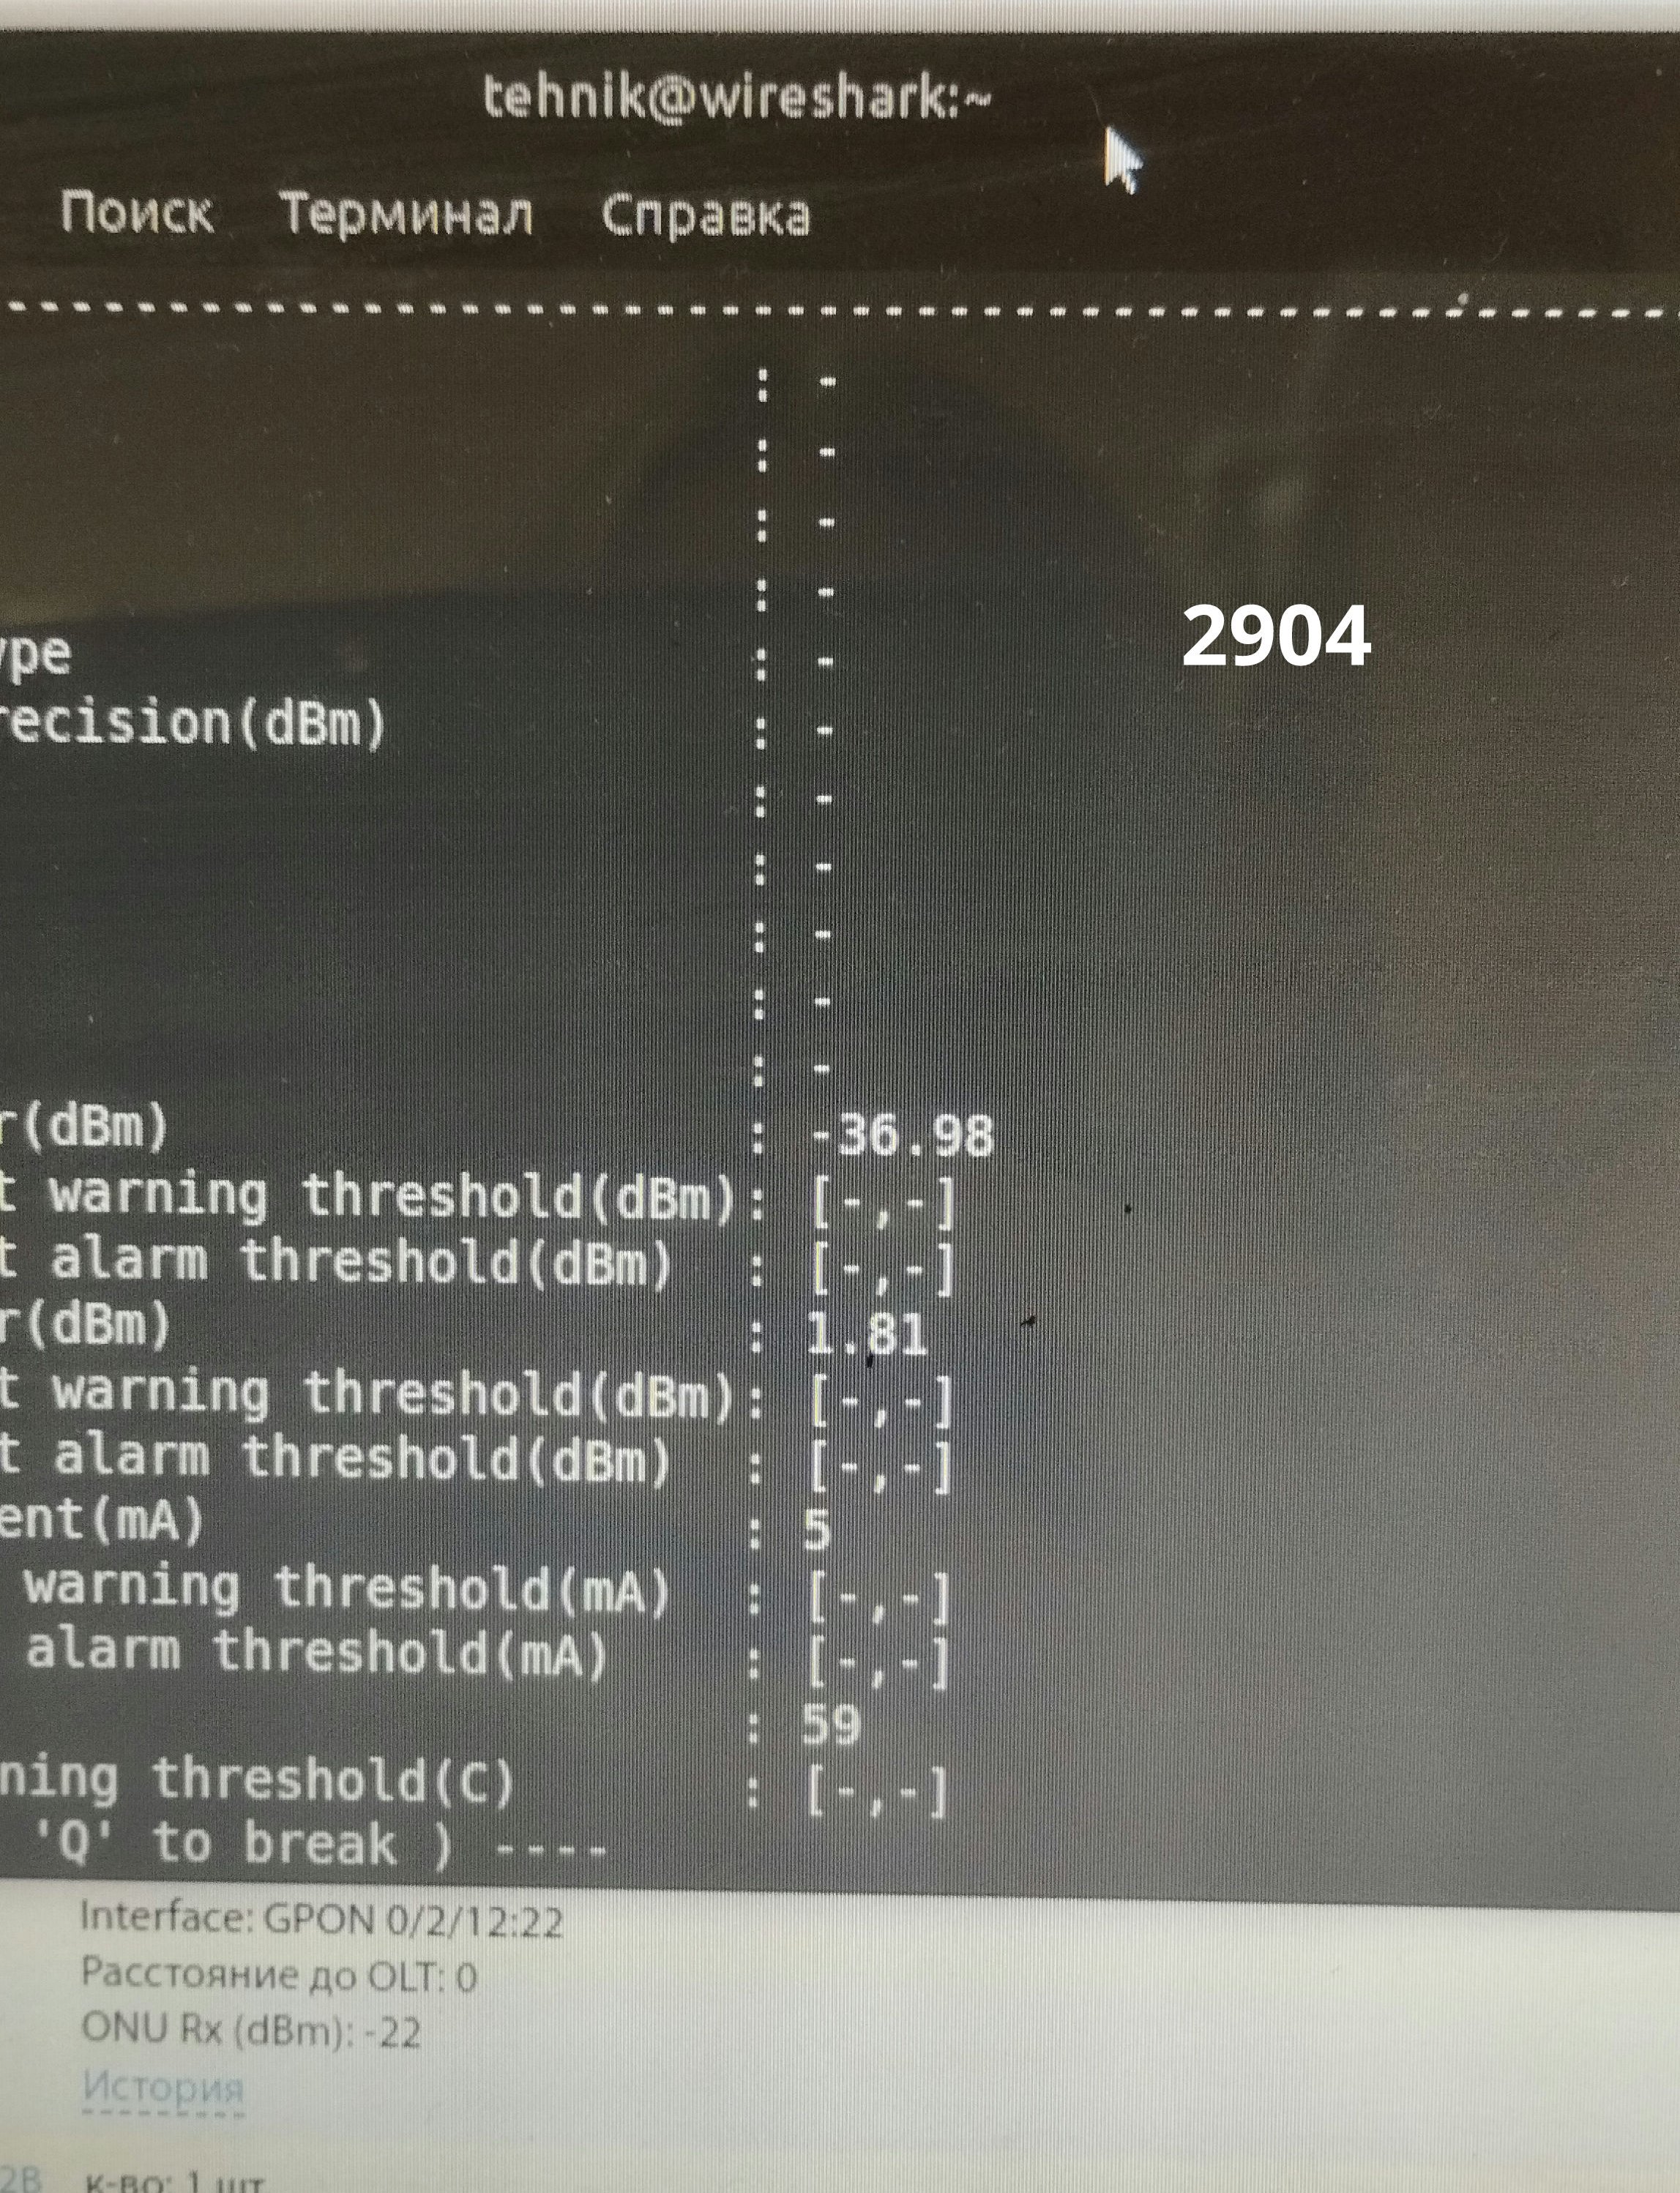 tehnik@wireshark:~
Поиск Терминал Справка
- - - - - - - - - - - - - - - - - - - - - - - - - - - - - - - - - - - - - - - - - - - - - - - - - - -
: -
: -
: -
: -
ype : -
2904
recision(dBm) : -
: -
: -
: -
: -
: -
r(dBm) : -36.98
t warning threshold(dBm): [-,-]
t alarm threshold(dBm) : [-,-]
r(dBm) : 1.81
t warning threshold(dBm): [-,-]
t alarm threshold(dBm) : [-,-]
ent(mA) : 5
warning threshold(mA) : [-,-]
alarm threshold(mA) : [-,-]
: 59
ning threshold(C) : [-,-]
'Q' to break ) ----
Interface: GPON 0/2/12:22
Расстояние до OLT: 0
ONU Rx (dBm): -22
История
2B к-во: 1 шт